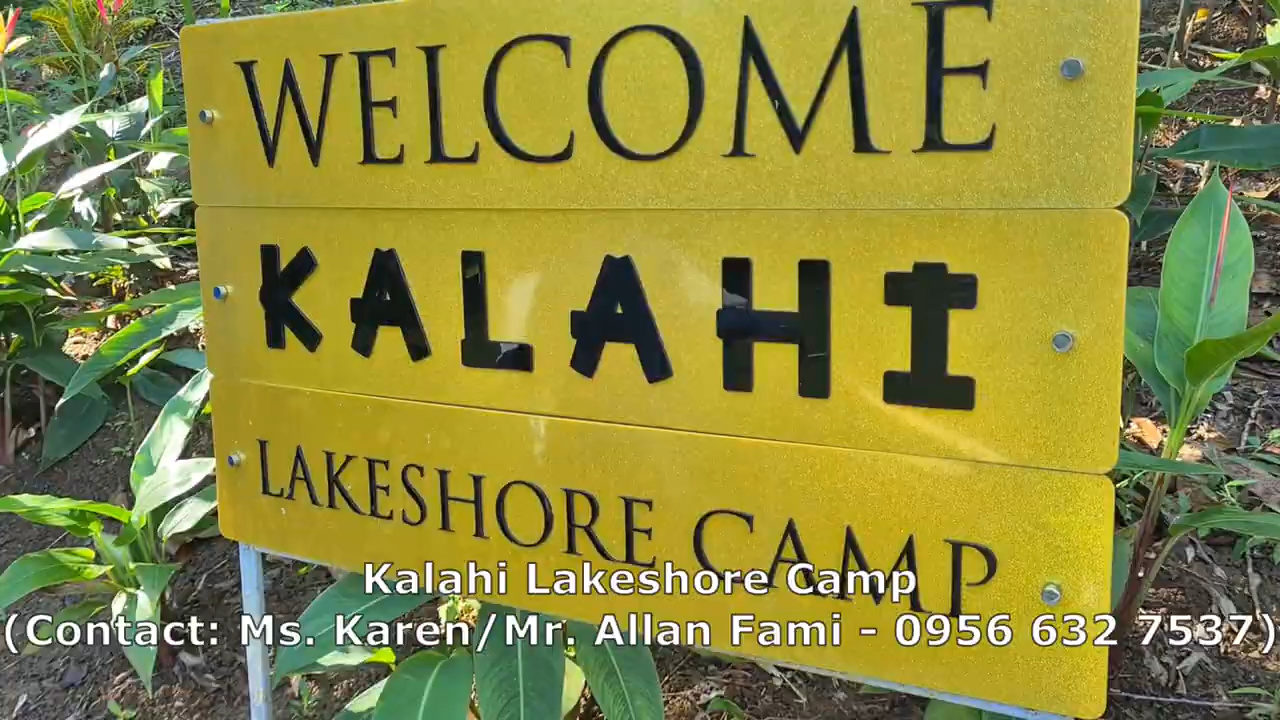 WELCOME
KALAHI
LAKESHORE CAMP
Kalahi Lakeshore Camp
(Contact: Ms. Karen/Mr. Allan Fami - 0956 632 7537)